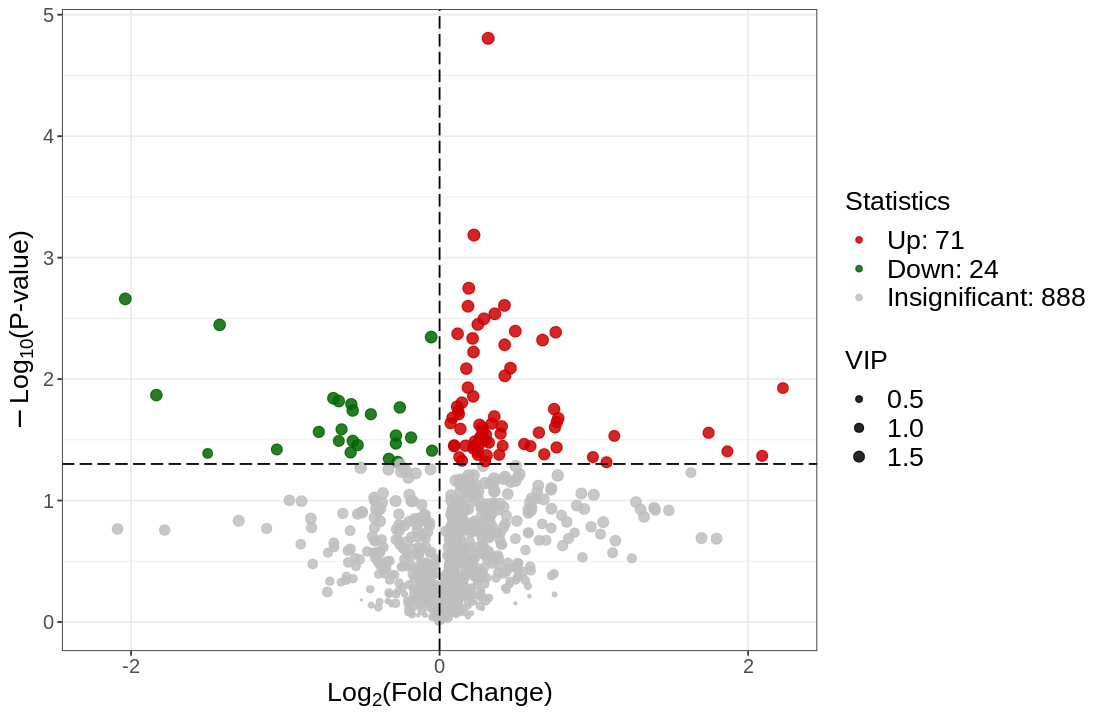 5
4
3
2
1
0
− Log₁₀(P-value)
-2
0
2
Log₂(Fold Change)
Statistics
Up: 71
Down: 24
Insignificant: 888
VIP
0.5
1.0
1.5